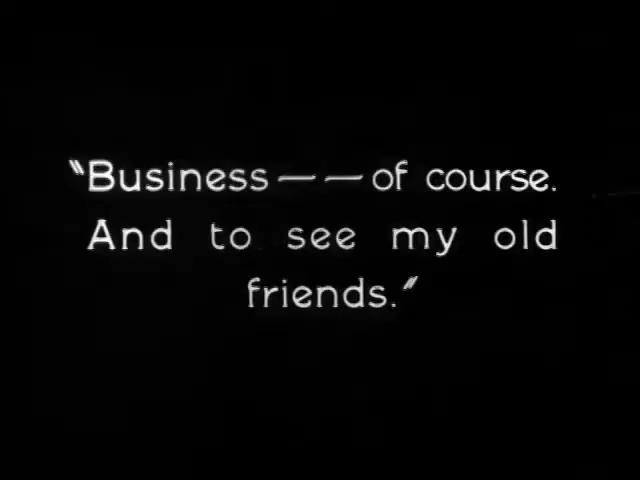 "Business — — of course.
And to see my old
friends."